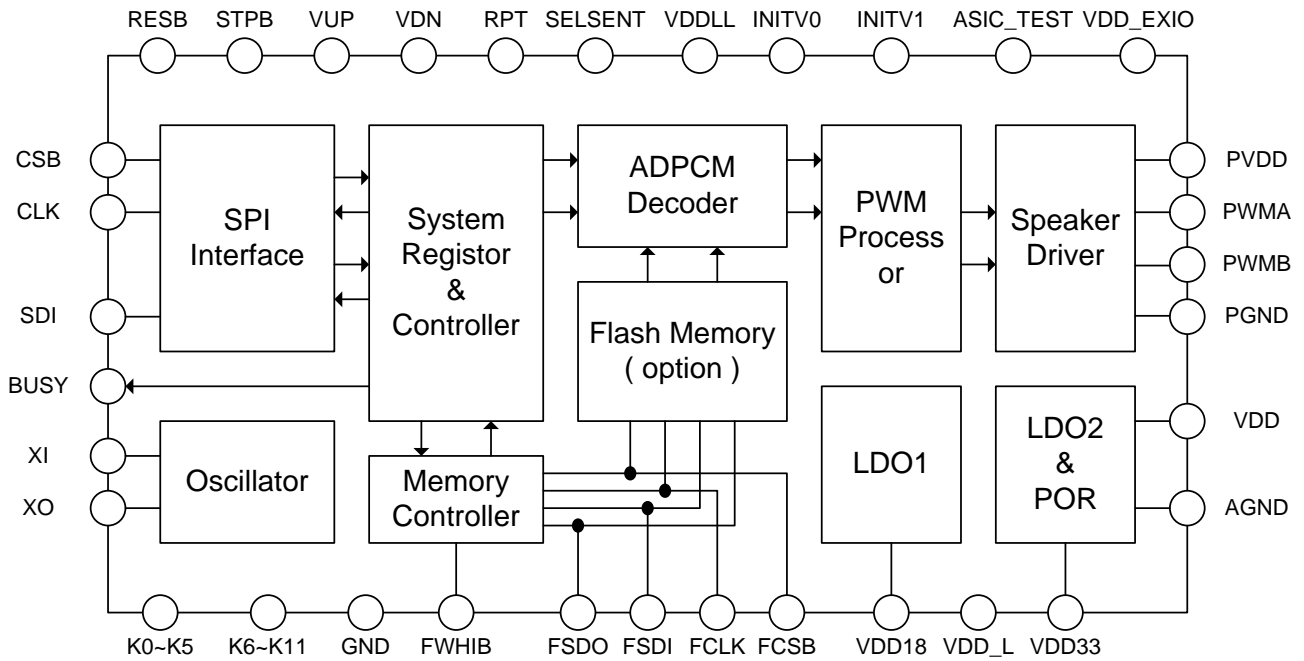 RESB STPB VUP VDN RPT SELSENT VDDLL INITV0 INITV1 ASIC_TEST VDD_EXIO
CSB
CLK
SDI
BUSY
XI
XO
SPI
Interface
System
Registor
&
Controller
ADPCM
Decoder
PWM
Process
or
Speaker
Driver
Flash Memory
( option )
Oscillator
Memory
Controller
LDO1
LDO2
&
POR
PVDD
PWMA
PWMB
PGND
VDD
AGND
K0~K5 K6~K11 GND FWHIB FSDO FSDI FCLK FCSB VDD18 VDD_L VDD33